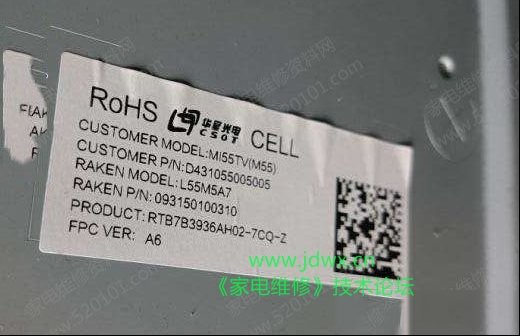 RoHS 华星光电 CSOT CELL
CUSTOMER MODEL:MI55TV(M55)
CUSTOMER P/N:D431055005005
RAKEN MODEL: L55M5A7
RAKEN P/N: 093150100310
PRODUCT: RTB7B3936AH02-7CQ-Z
FPC VER: A6
www.jdwx.cn
《家电维修》技术论坛